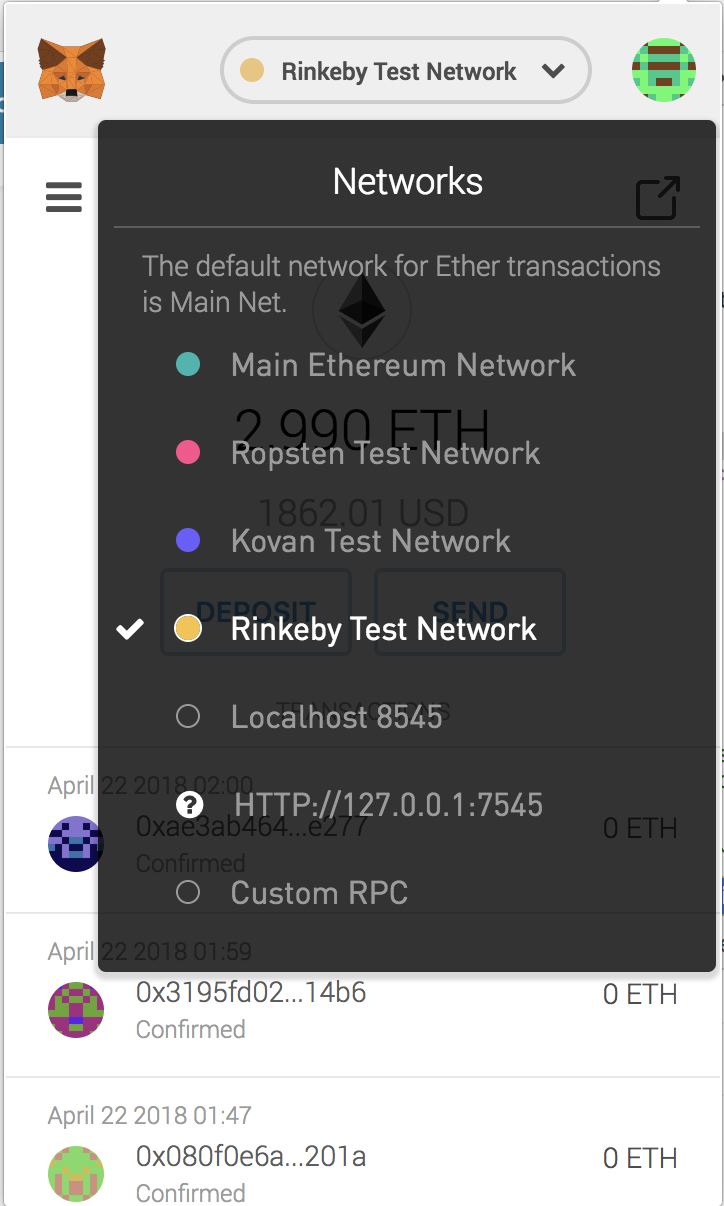 Rinkeby Test Network
Networks
The default network for Ether transactions
is Main Net.
Main Ethereum Network
2.990 ETH
Ropsten Test Network
1862.01 USD
Kovan Test Network
DEPOSIT
SEND
Rinkeby Test Network
TRANSACTIONS
Localhost 8545
April 22 2018 02:00
HTTP://127.0.0.1:7545
0xae3ab464...e277
0 ETH
Confirmed
Custom RPC
April 22 2018 01:59
0x3195fd02...14b6
0 ETH
Confirmed
April 22 2018 01:47
0x080f0e6a...201a
0 ETH
Confirmed